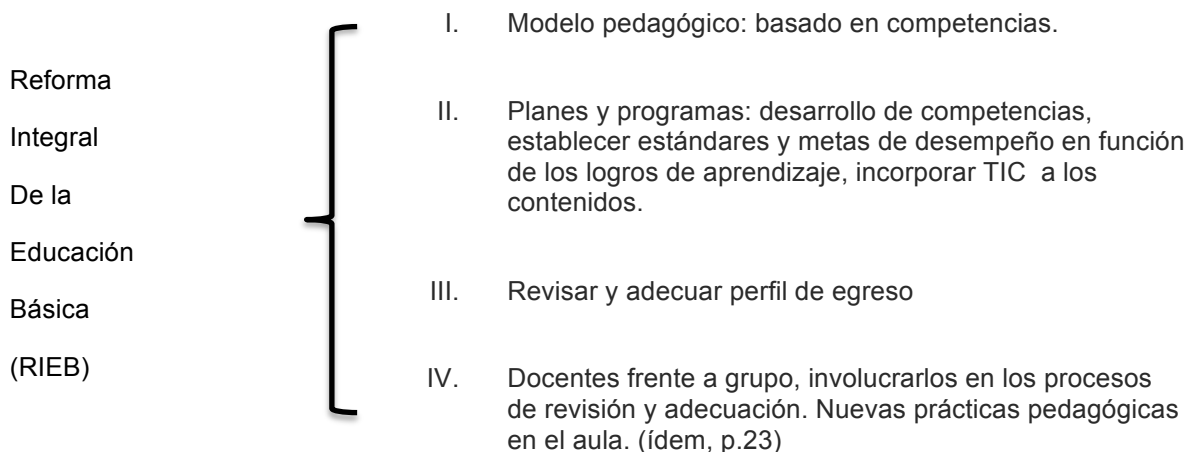 Reforma
Integral
De la
Educación
Básica
(RIEB)
I. Modelo pedagógico: basado en competencias.
II. Planes y programas: desarrollo de competencias,
establecer estándares y metas de desempeño en función
de los logros de aprendizaje, incorporar TIC a los
contenidos.
III. Revisar y adecuar perfil de egreso
IV. Docentes frente a grupo, involucrarlos en los procesos
de revisión y adecuación. Nuevas prácticas pedagógicas
en el aula. (ídem, p.23)